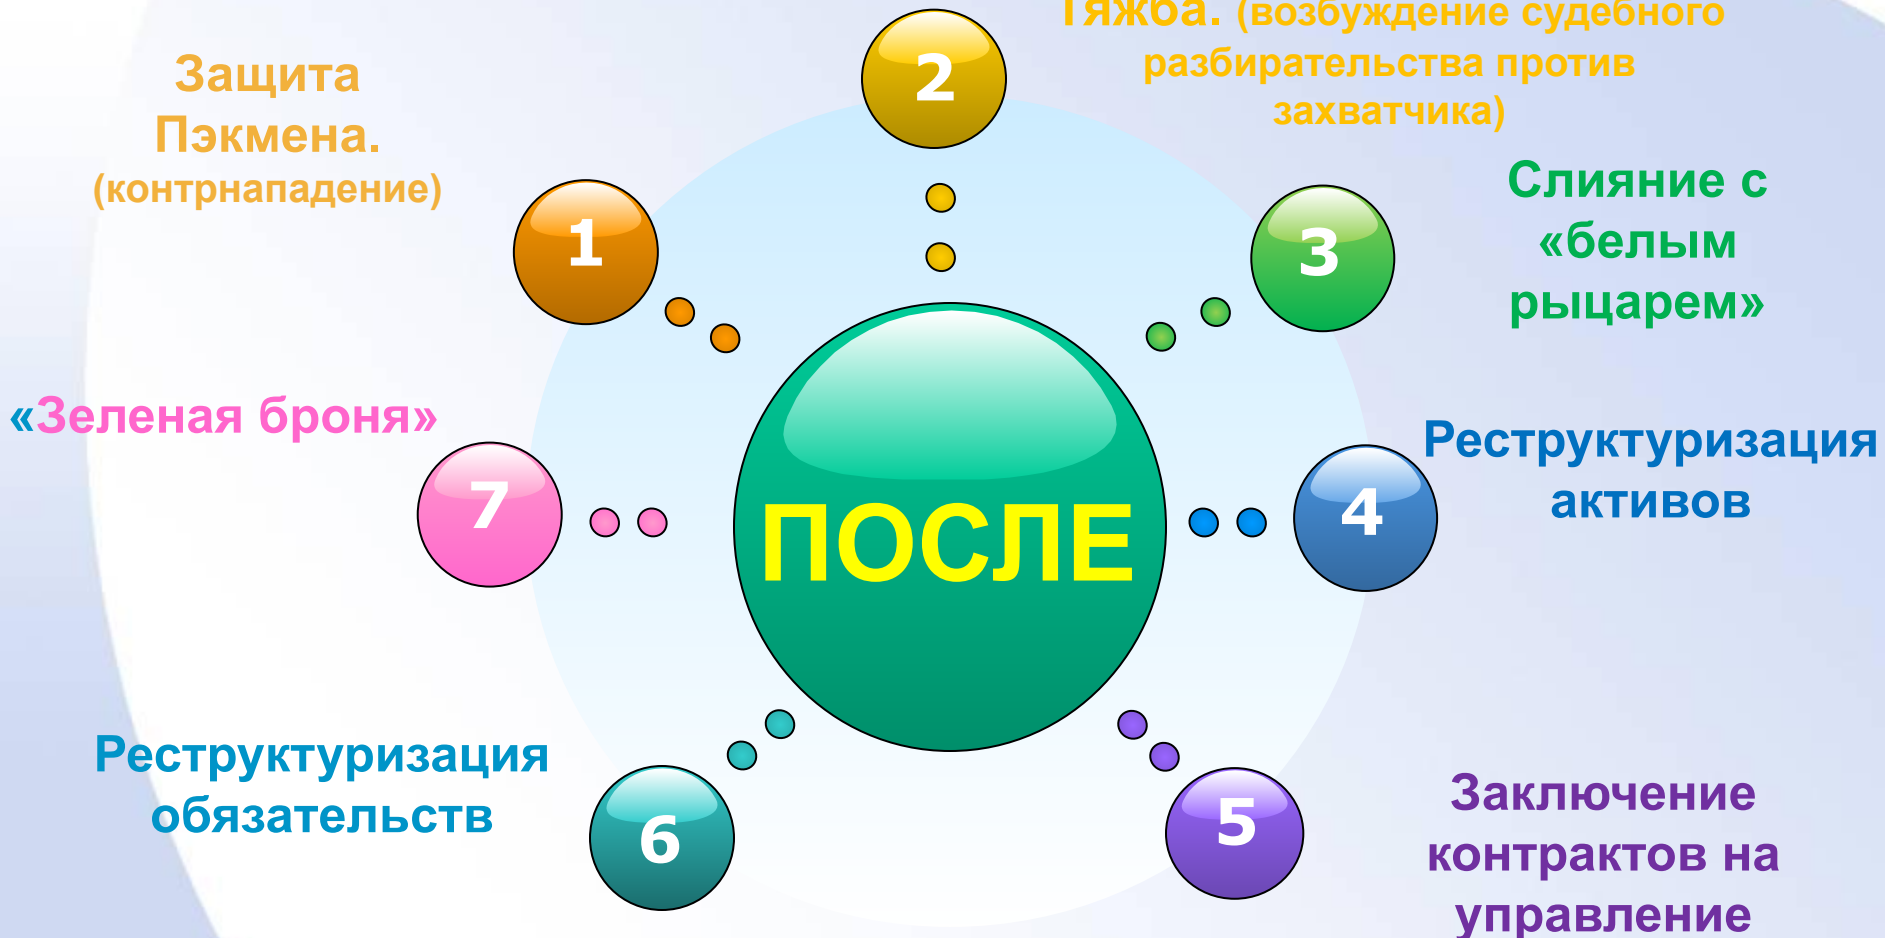 1
Защита
Пэкмена.
(контрнападение)
2
Тяжба. (возбуждение судебного
разбирательства против
захватчика)
3
Слияние с
«белым
рыцарем»
4
Реструктуризация
активов
5
Заключение
контрактов на
управление
6
Реструктуризация
обязательств
7
«Зеленая броня»
ПОСЛЕ